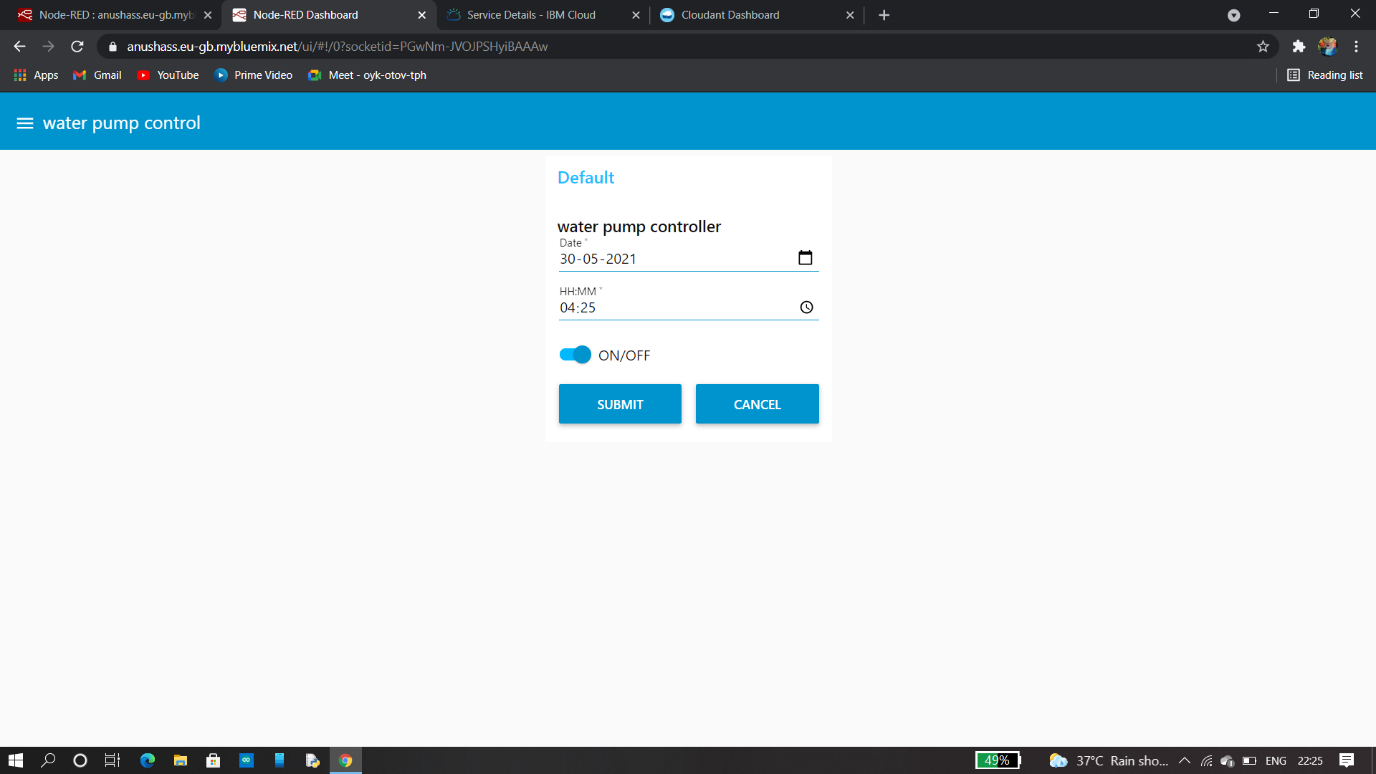 Node-RED : anushass.eu-gb.myb
Node-RED Dashboard
Service Details - IBM Cloud
Cloudant Dashboard
anushass.eu-gb.mybluemix.net/ui/#!/0?socketid=PGwNm-JVOJPSHyiBAAAw
Apps
Gmail
YouTube
Prime Video
Meet - oyk-otov-tph
Reading list
water pump control
Default
water pump controller
Date *
30-05-2021
HH:MM *
04:25
ON/OFF
SUBMIT
CANCEL
49%
37°C Rain sho...
ENG
22:25